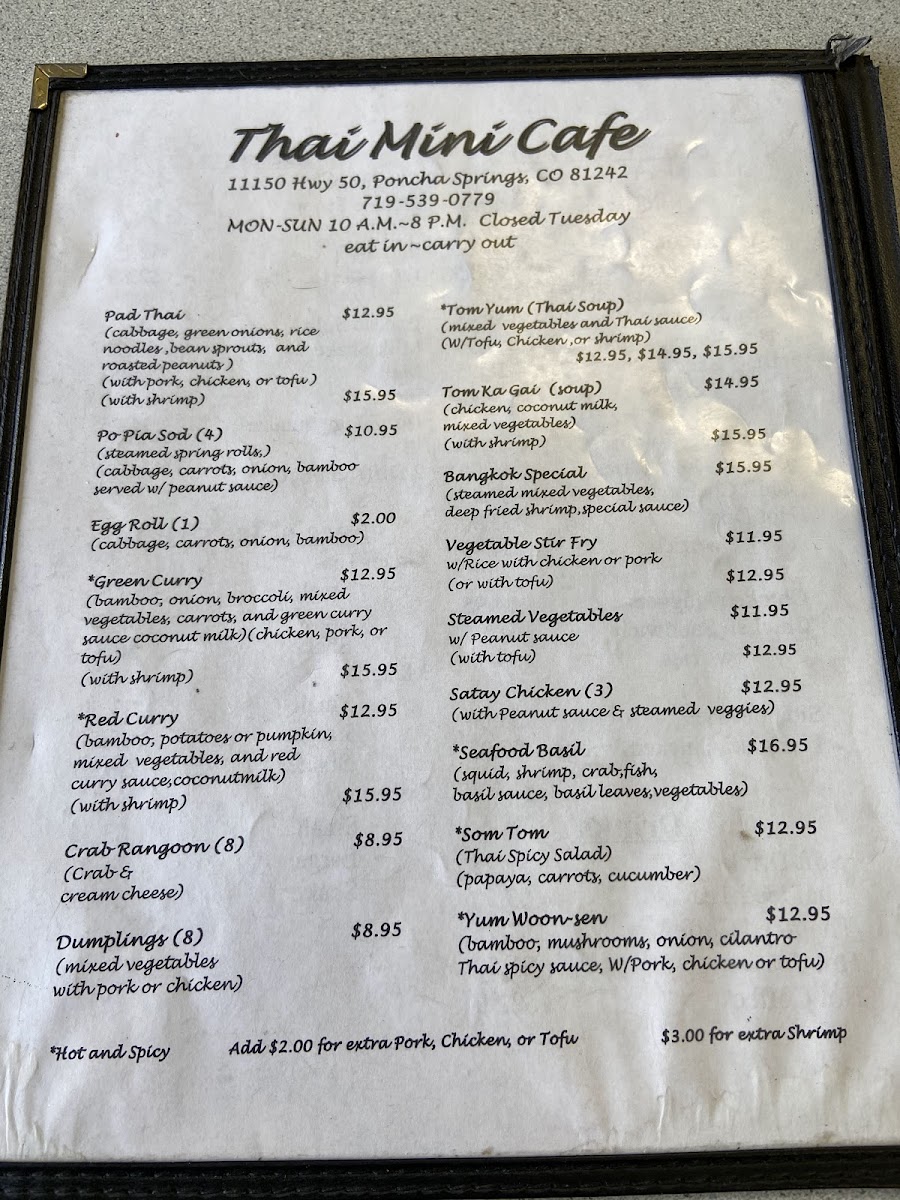 Thai Mini Cafe
11150 Hwy 50, Poncha Springs, CO 81242
719-539-0779
MON-SUN 10 A.M.~8 P.M. Closed Tuesday
eat in~carry out
Pad Thai $12.95
(cabbage, green onions, rice
noodles ,bean sprouts, and
roasted peanuts )
(with pork, chicken, or tofu)
(with shrimp) $15.95
Po Pia Sod (4) $10.95
(steamed spring rolls,)
(cabbage, carrots, onion, bamboo
served w/ peanut sauce)
Egg Roll (1) $2.00
(cabbage, carrots, onion, bamboo)
*Green Curry $12.95
(bamboo, onion, broccoli, mixed
vegetables, carrots, and green curry
sauce coconut milk)(chicken, pork, or
tofu)
(with shrimp) $15.95
*Red Curry $12.95
(bamboo, potatoes or pumpkin,
mixed vegetables, and red
curry sauce,coconutmilk)
(with shrimp) $15.95
Crab Rangoon (8) $8.95
(Crab &
cream cheese)
Dumplings (8) $8.95
(mixed vegetables
with pork or chicken)
*Tom Yum (Thai Soup)
(mixed vegetables and Thai sauce)
(W/Tofu, Chicken ,or shrimp)
$12.95, $14.95, $15.95
Tom Ka Gai (soup) $14.95
(chicken, coconut milk,
mixed vegetables)
(with shrimp) $15.95
Bangkok Special $15.95
(steamed mixed vegetables,
deep fried shrimp,special sauce)
Vegetable Stir Fry $11.95
w/Rice with chicken or pork
(or with tofu) $12.95
Steamed Vegetables $11.95
w/ Peanut sauce
(with tofu) $12.95
Satay Chicken (3) $12.95
(with Peanut sauce & steamed veggies)
*Seafood Basil $16.95
(squid, shrimp, crab,fish,
basil sauce, basil leaves,vegetables)
*Som Tom $12.95
(Thai Spicy Salad)
(papaya, carrots, cucumber)
*Yum Woon-sen $12.95
(bamboo, mushrooms, onion, cilantro
Thai spicy sauce, W/Pork, chicken or tofu)
*Hot and Spicy Add $2.00 for extra Pork, Chicken, or Tofu $3.00 for extra Shrimp